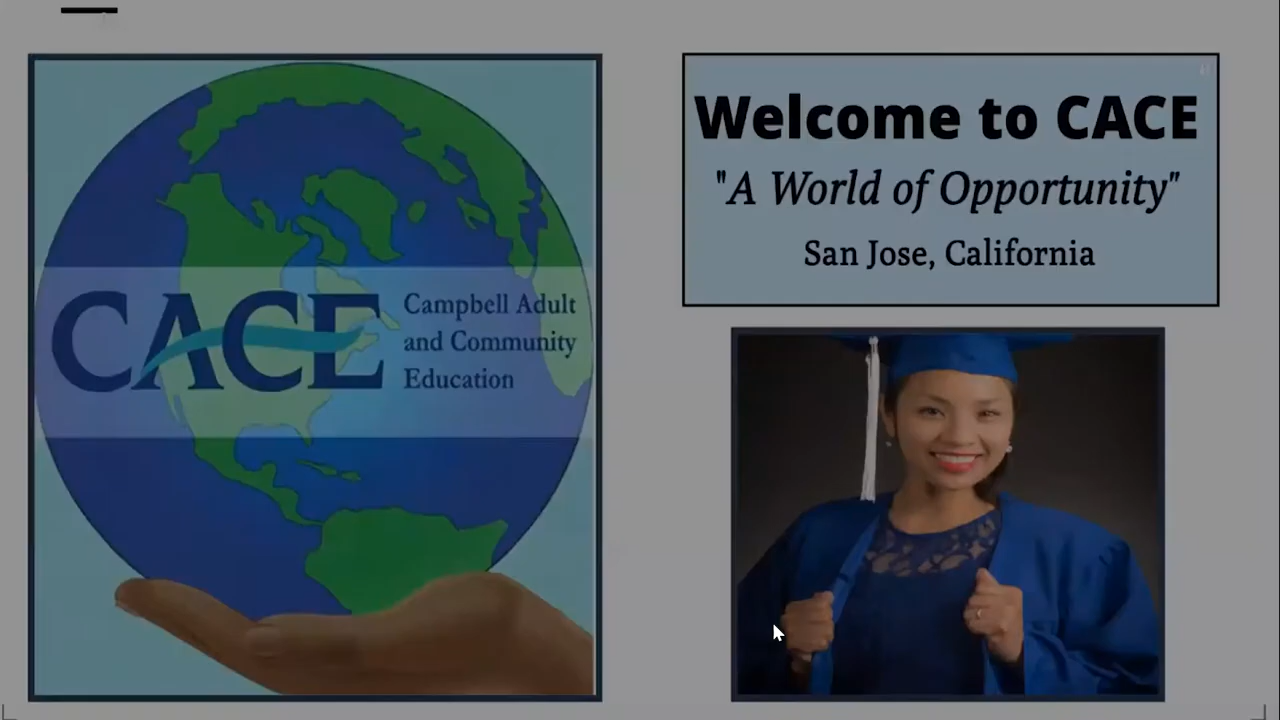 CACE
Campbell Adult
and Community
Education
Welcome to CACE
"A World of Opportunity"
San Jose, California